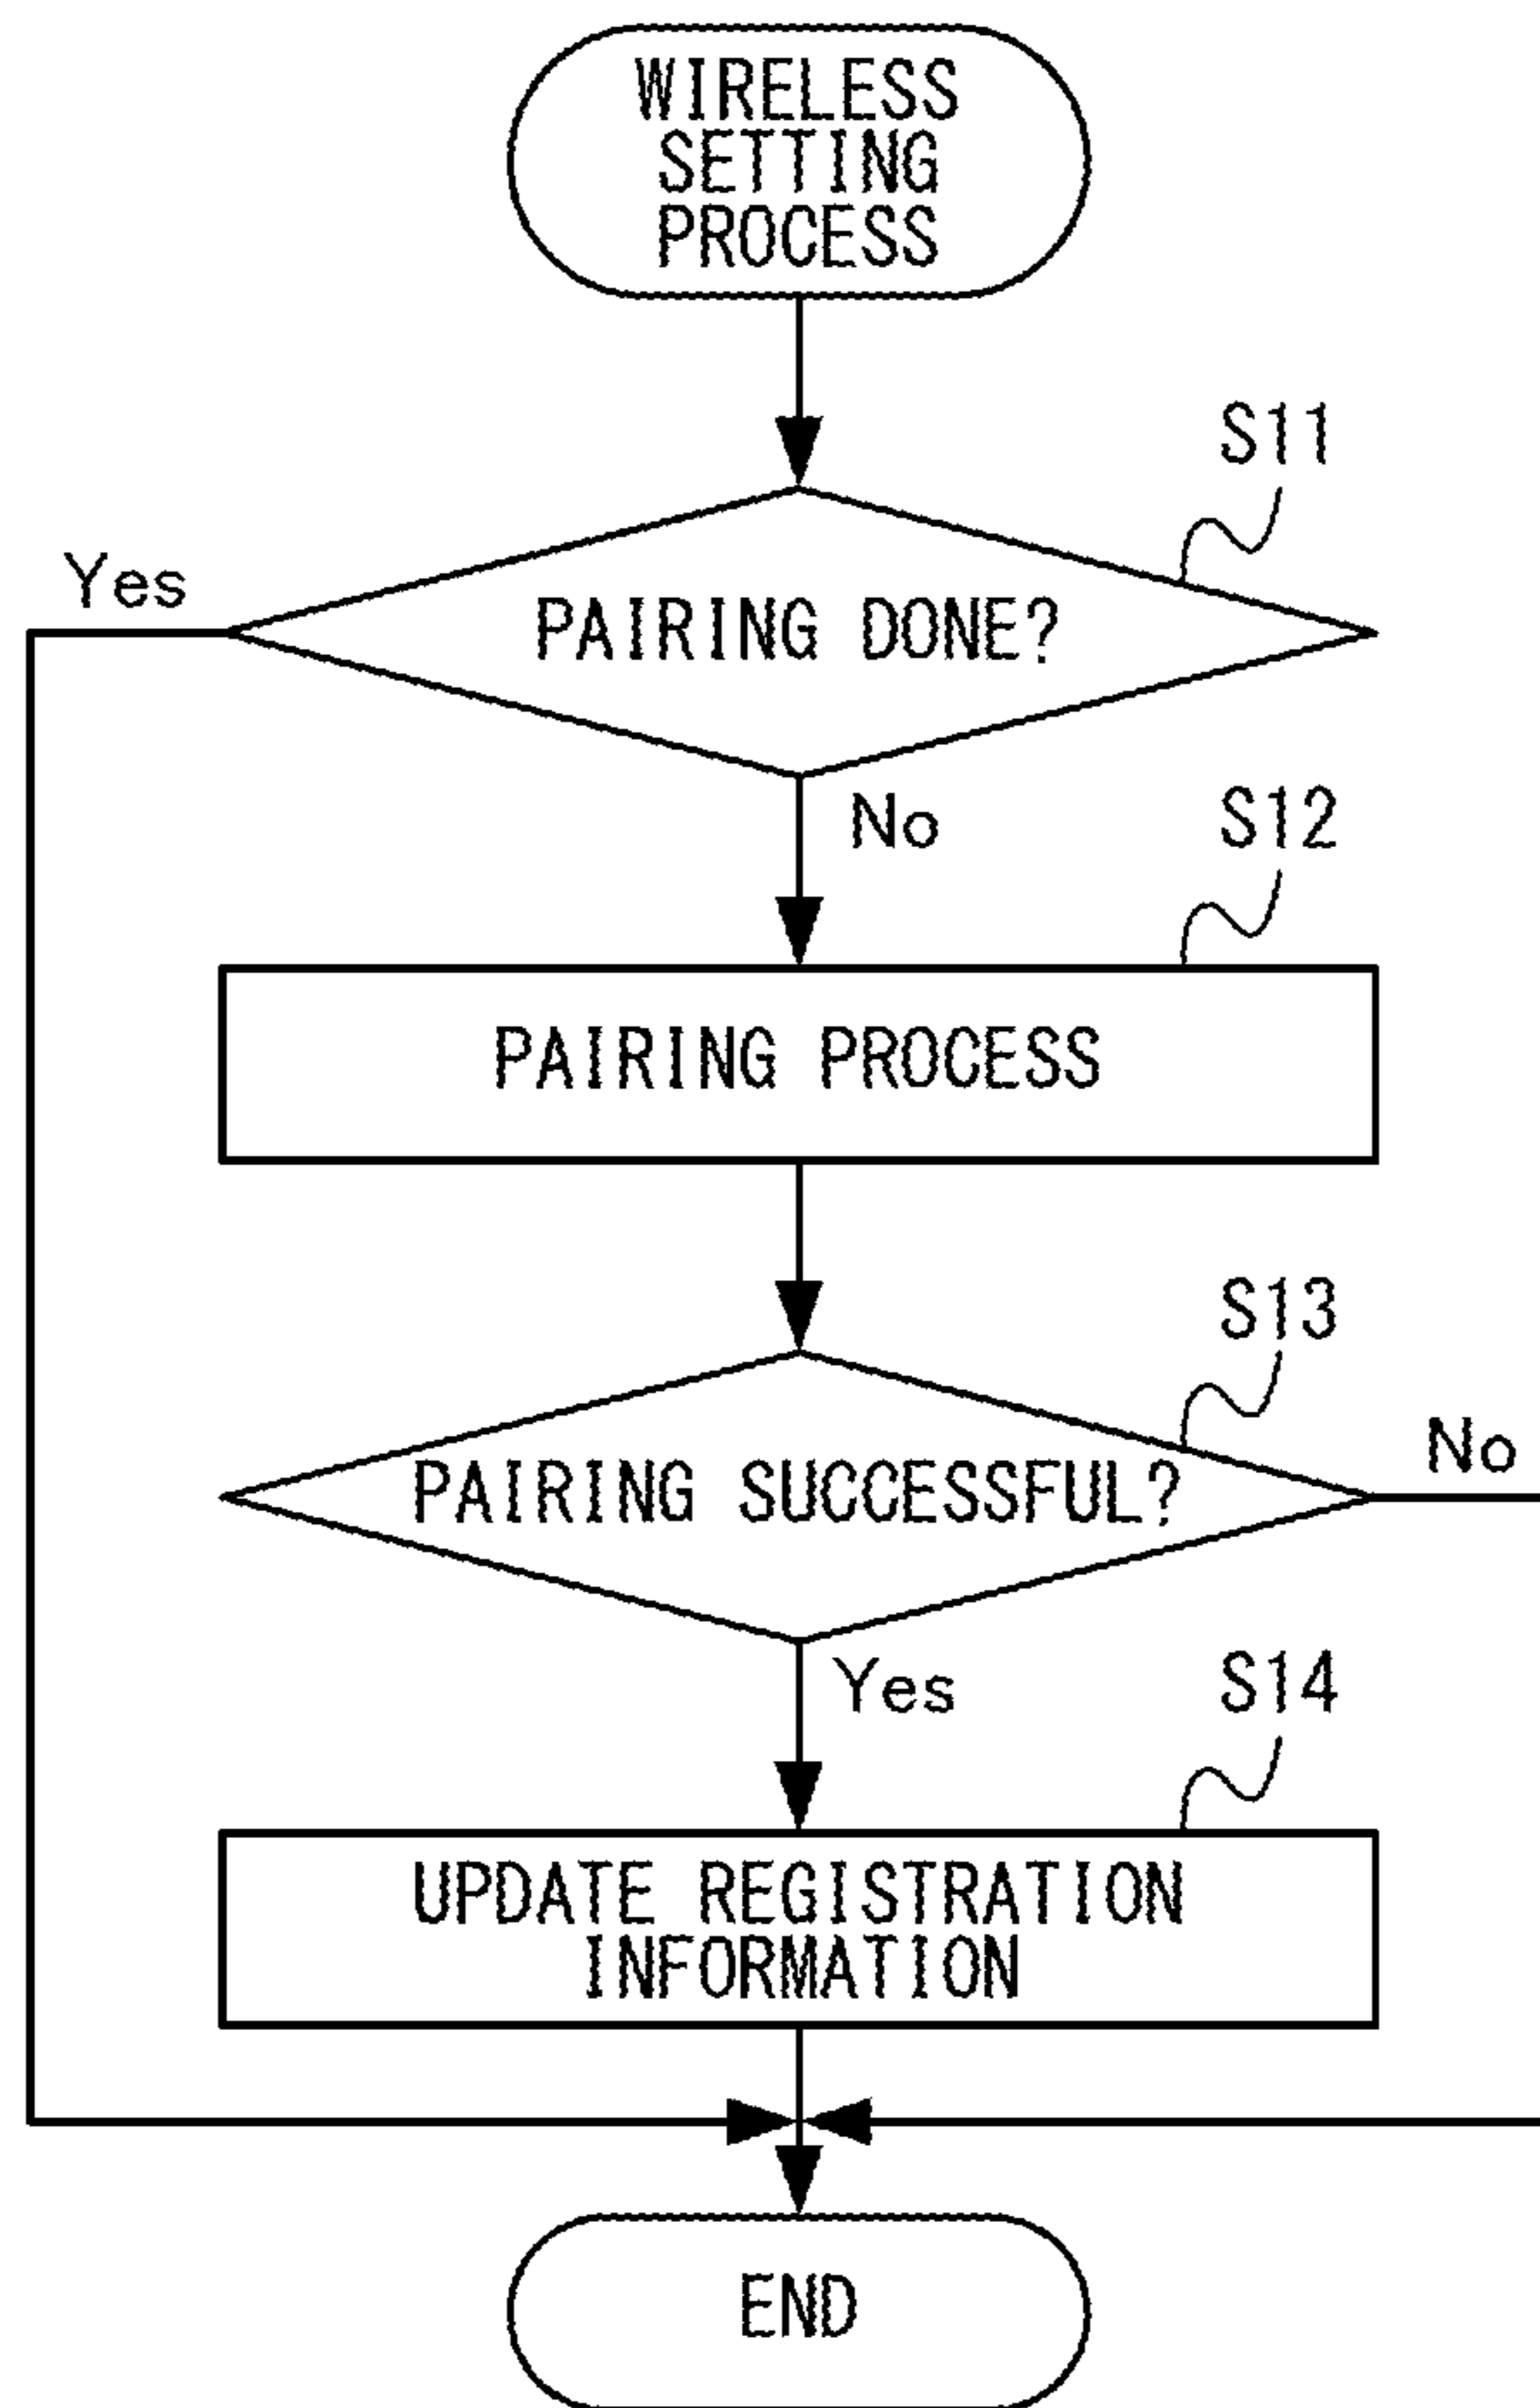 WIRELESS
SETTING
PROCESS
S11
Yes
PAIRING DONE?
No
S12
PAIRING PROCESS
S13
No
PAIRING SUCCESSFUL?
Yes
S14
UPDATE REGISTRATION
INFORMATION
END